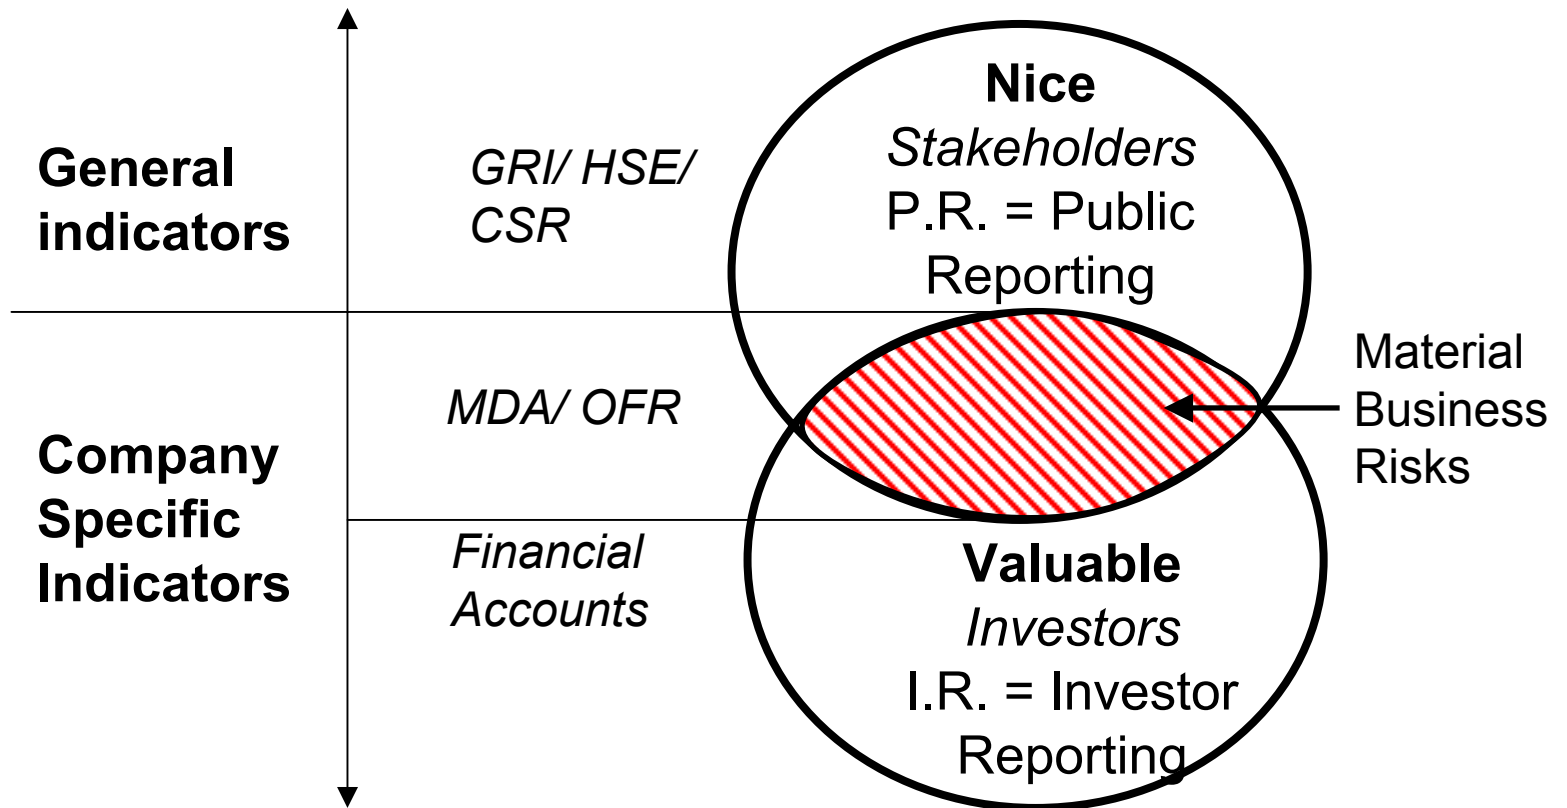 General
indicators
Company
Specific
Indicators
GRI/ HSE/
CSR
MDA/ OFR
Financial
Accounts
Nice
Stakeholders
P.R. = Public
Reporting
Valuable
Investors
I.R. = Investor
Reporting
Material
Business
Risks